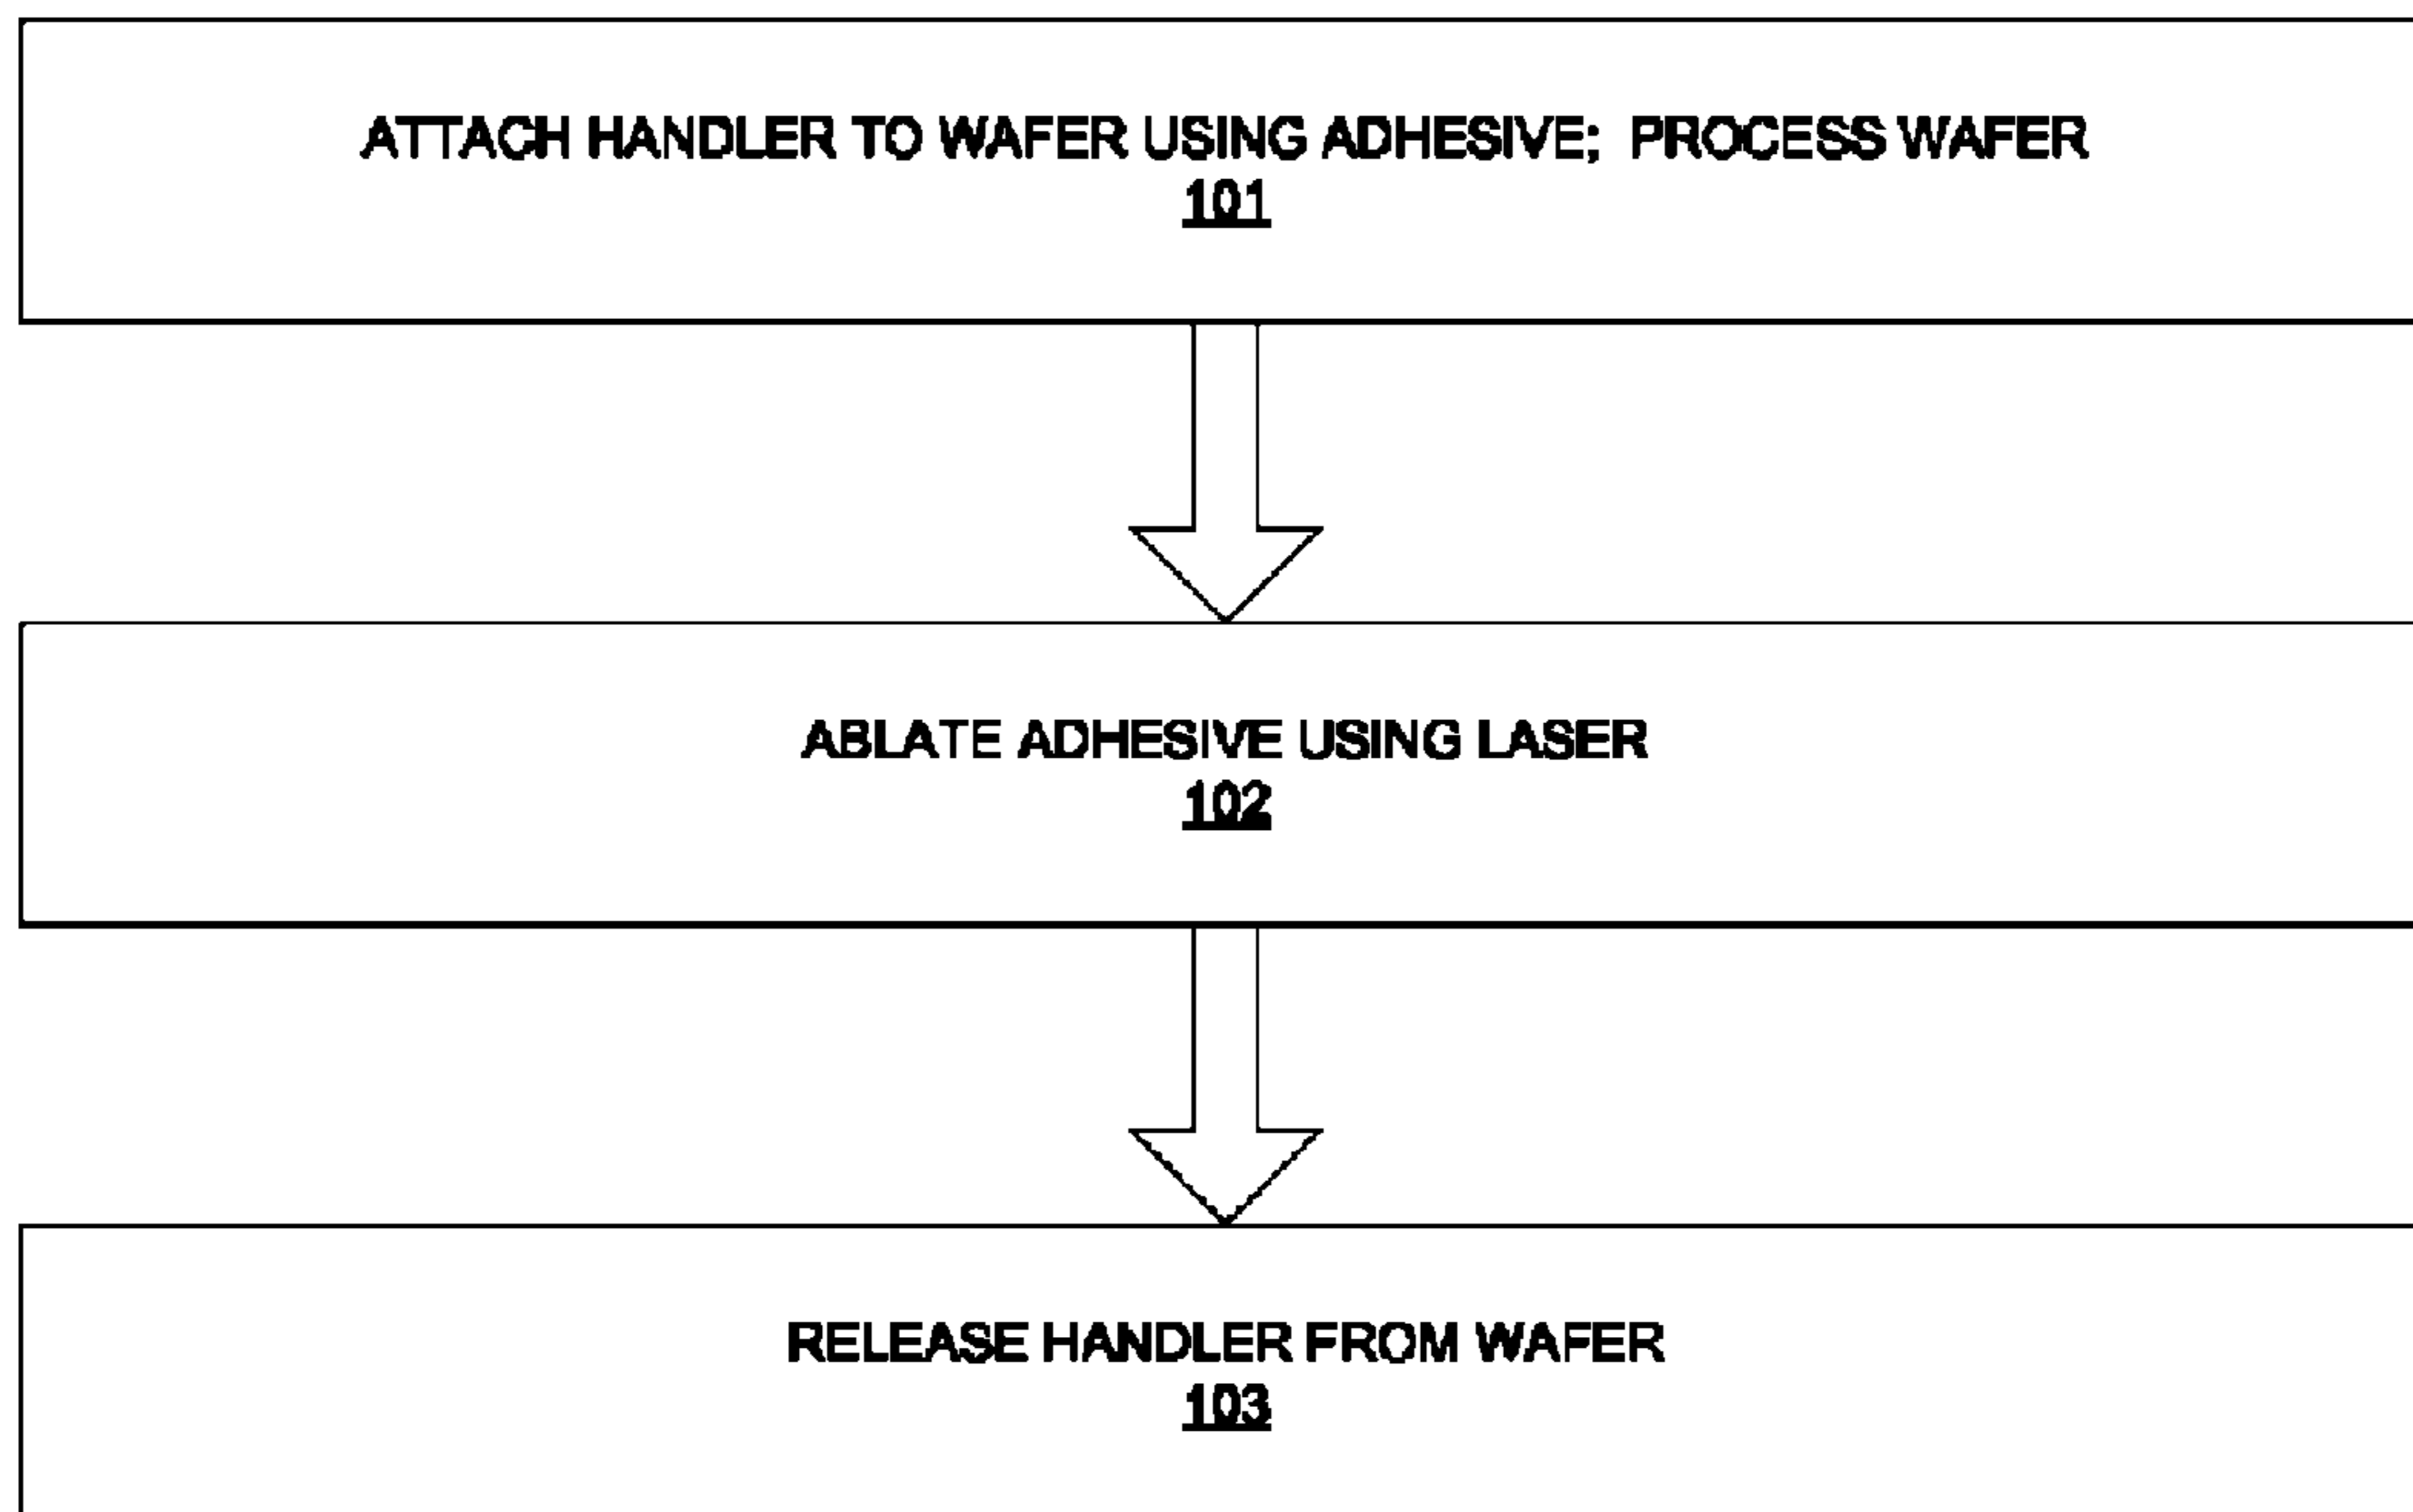 ATTACH HANDLER TO WAFER USING ADHESIVE; PROCESS WAFER
101
ABLATE ADHESIVE USING LASER
102
RELEASE HANDLER FROM WAFER
103